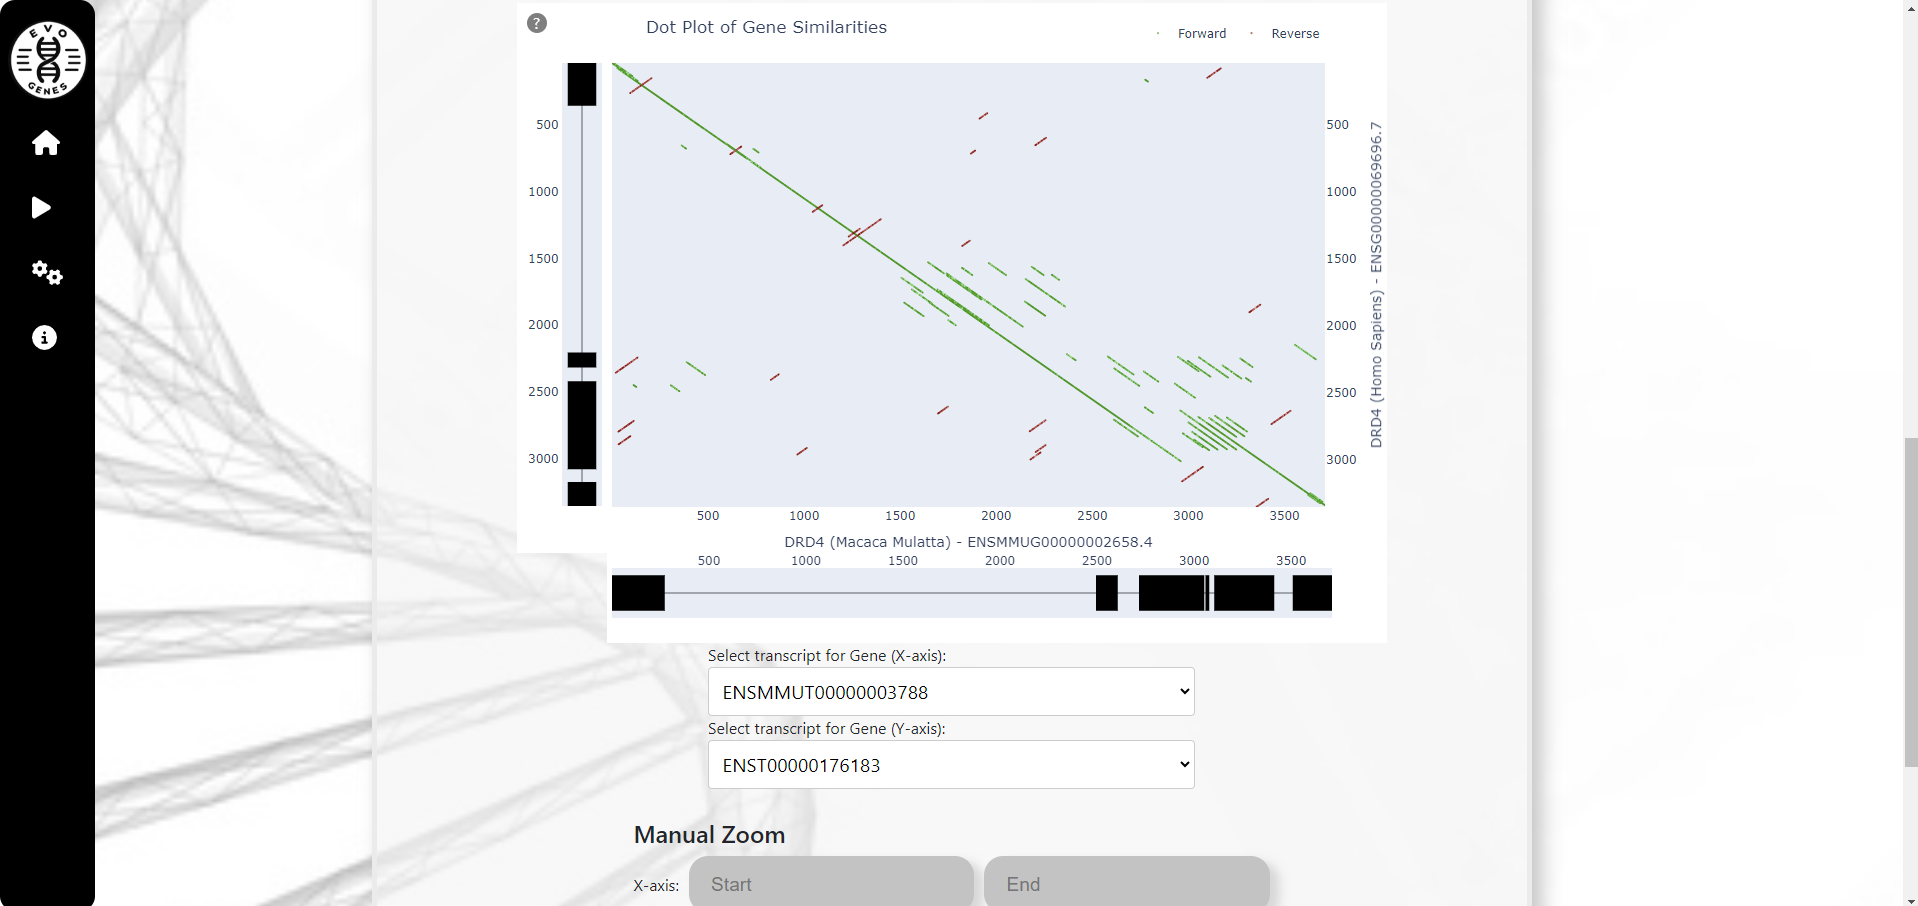 EVO
GENES
?
Dot Plot of Gene Similarities
Forward
Reverse
500
1000
1500
2000
2500
3000
500
1000
1500
2000
2500
3000
DRD4 (Homo Sapiens) - ENSG00000069696.7
500 1000 1500 2000 2500 3000 3500
DRD4 (Macaca Mulatta) - ENSMMUG00000002658.4
500 1000 1500 2000 2500 3000 3500
Select transcript for Gene (X-axis):
ENSMMUT00000003788
Select transcript for Gene (Y-axis):
ENST00000176183
Manual Zoom
X-axis: Start End